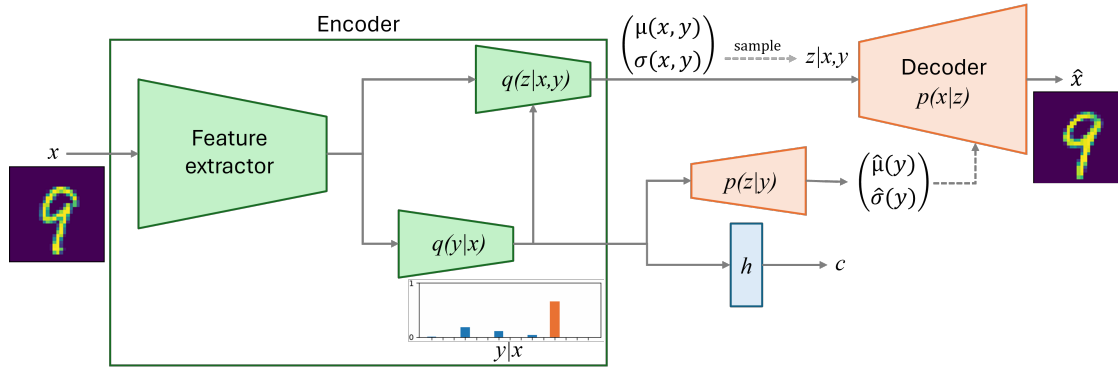 Encoder
x
Feature
extractor
q(z|x,y)
q(y|x)
1
0
y|x
μ(x, y)
σ(x, y)
sample
z|x,y
Decoder
p(x|z)
x̂
p(z|y)
μ̂(y)
σ̂(y)
h
c